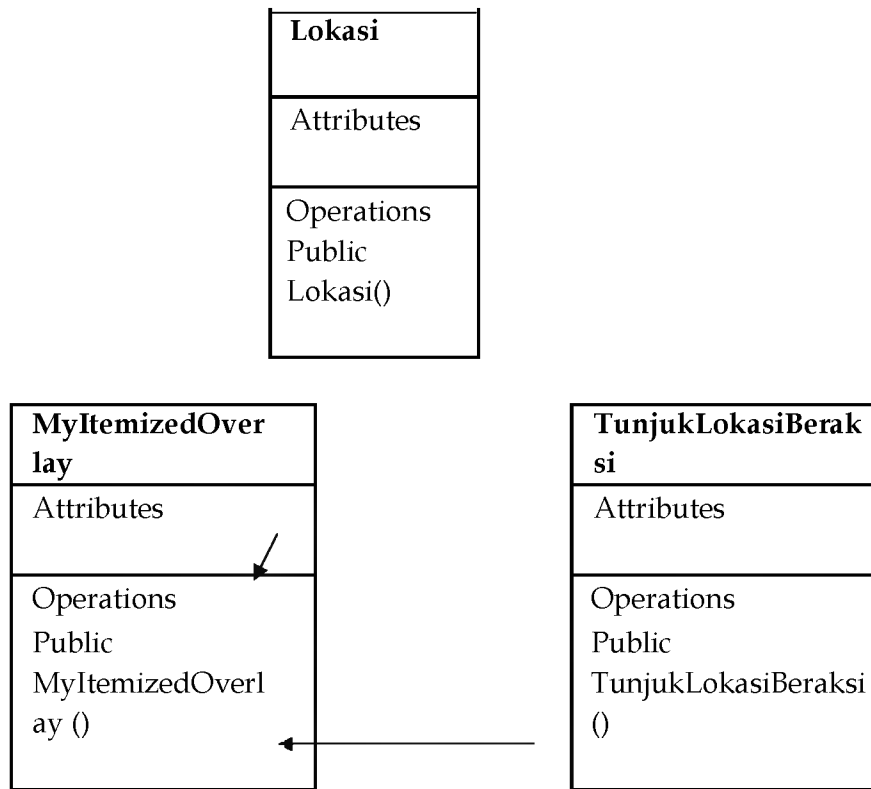 Lokasi
Attributes
Operations
Public
Lokasi()
MyItemizedOver
lay
Attributes
Operations
Public
MyItemizedOverl
ay ()
TunjukLokasiBerak
si
Attributes
Operations
Public
TunjukLokasiBeraksi
()